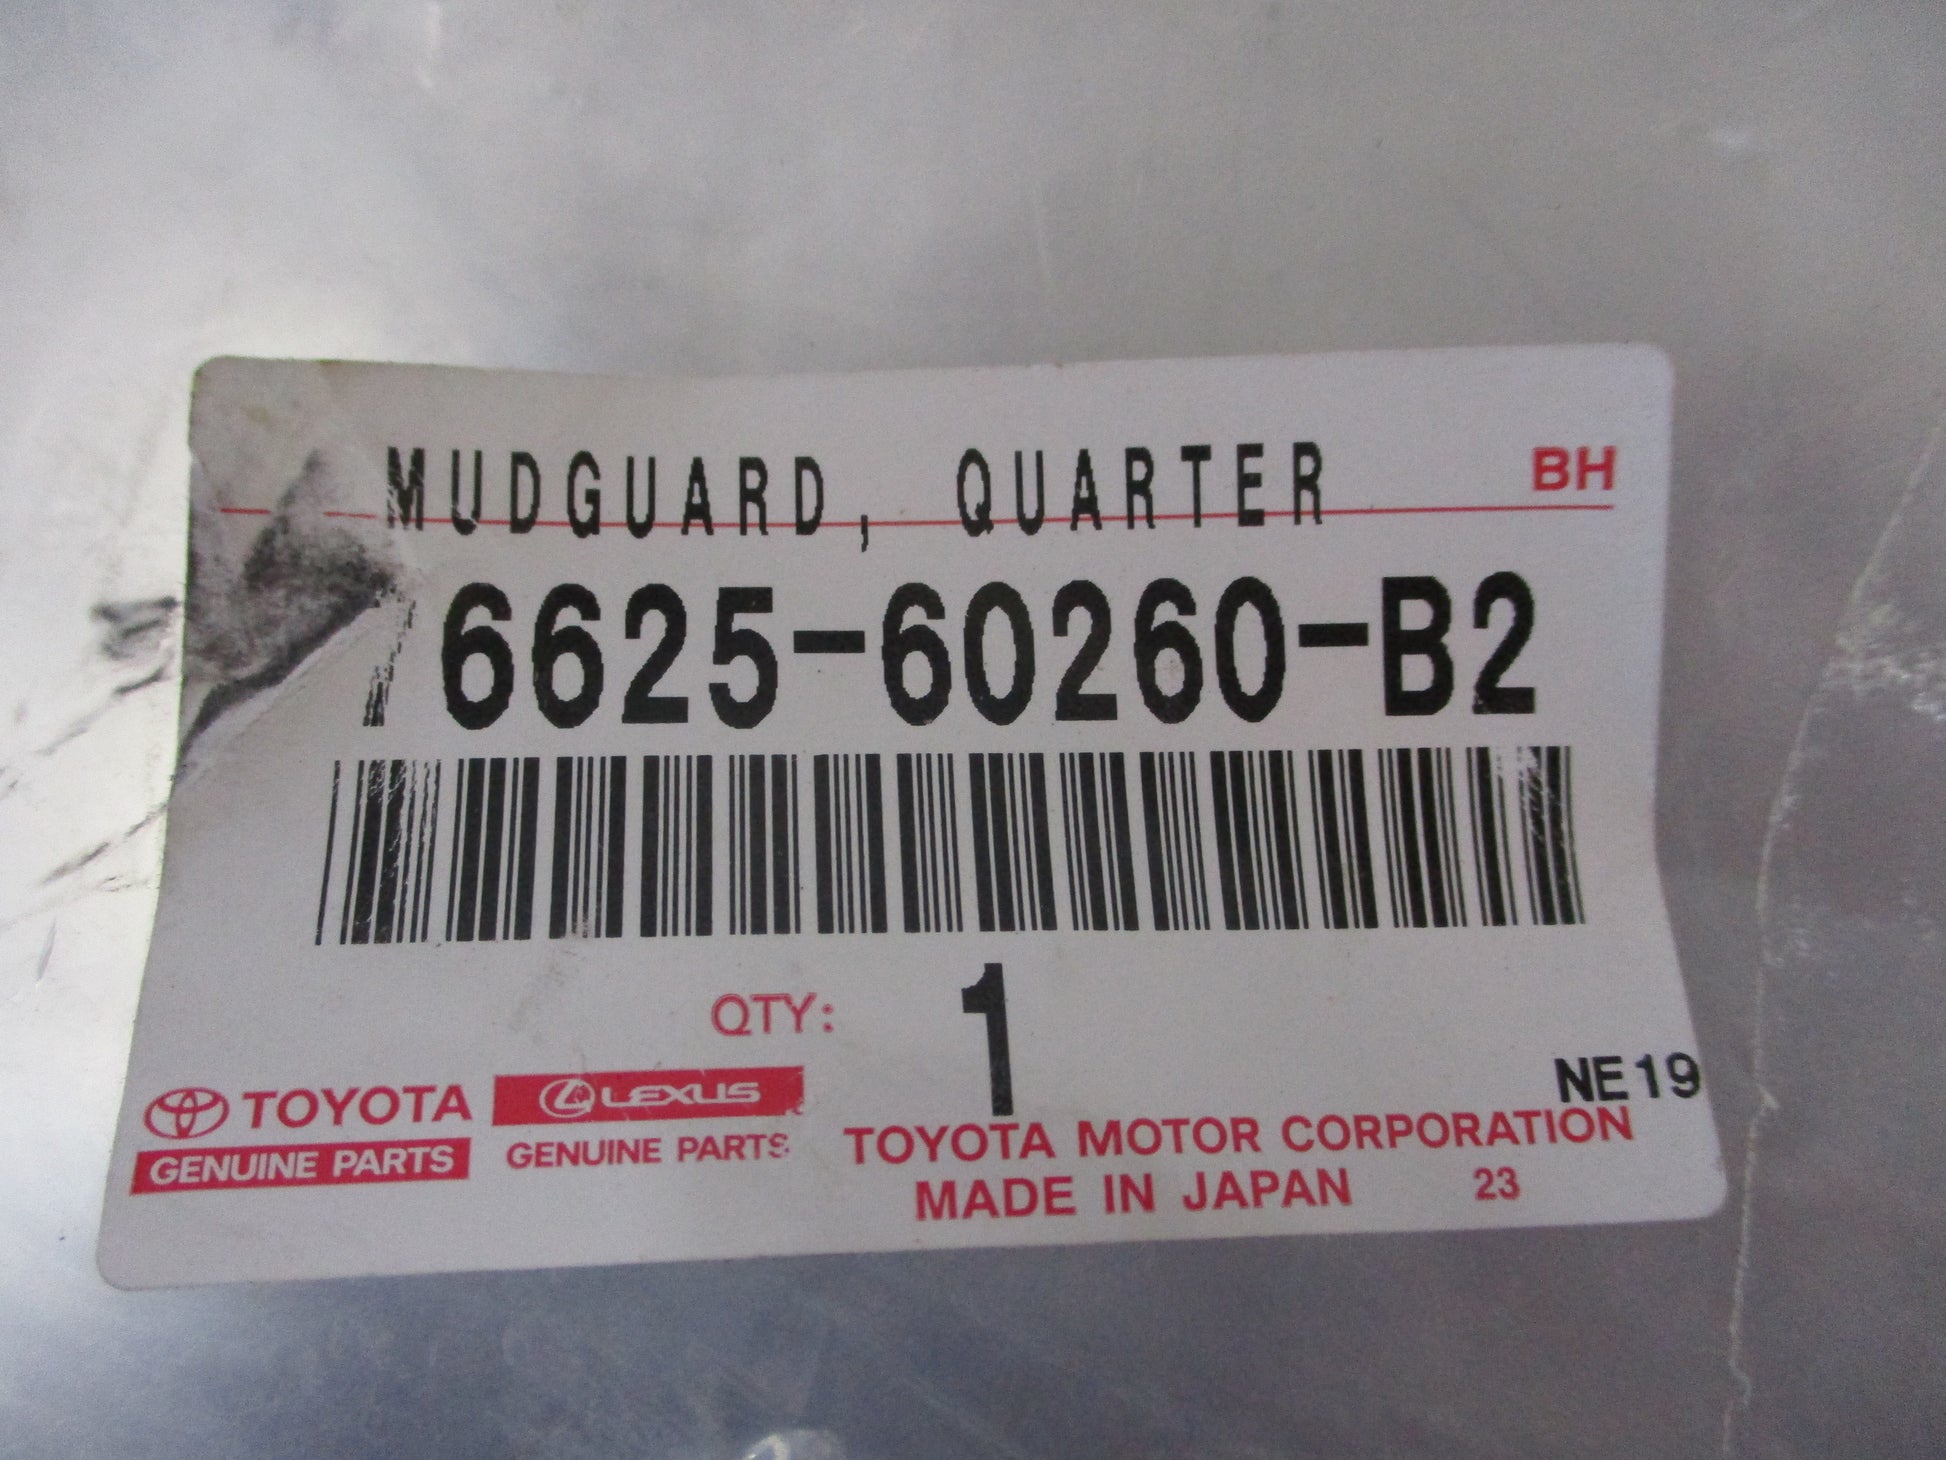 MUDGUARD, QUARTER BH
76625-60260-B2
QTY: 1
NE19
TOYOTA LEXUS
GENUINE PARTS GENUINE PARTS
TOYOTA MOTOR CORPORATION
MADE IN JAPAN 23